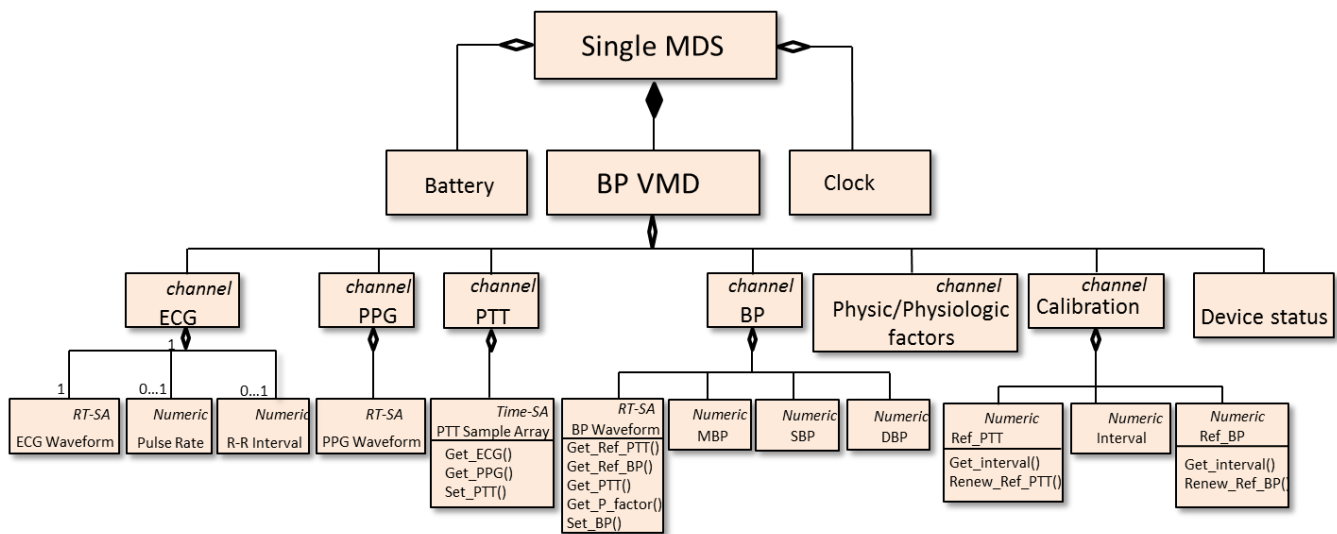 Single MDS
Battery
BP VMD
Clock
channel
ECG
channel
PPG
channel
PTT
channel
BP
channel
Physic/Physiologic
factors
channel
Calibration
Device status
1
1
0...1
0...1
RT-SA
ECG Waveform
Numeric
Pulse Rate
Numeric
R-R Interval
RT-SA
PPG Waveform
Time-SA
PTT Sample Array
Get_ECG()
Get_PPG()
Set_PTT()
RT-SA
BP Waveform
Get_Ref_PTT()
Get_Ref_BP()
Get_PTT()
Get_P_factor()
Set_BP()
Numeric
MBP
Numeric
SBP
Numeric
DBP
Numeric
Ref_PTT
Get_interval()
Renew_Ref_PTT()
Numeric
Interval
Numeric
Ref_BP
Get_interval()
Renew_Ref_BP()